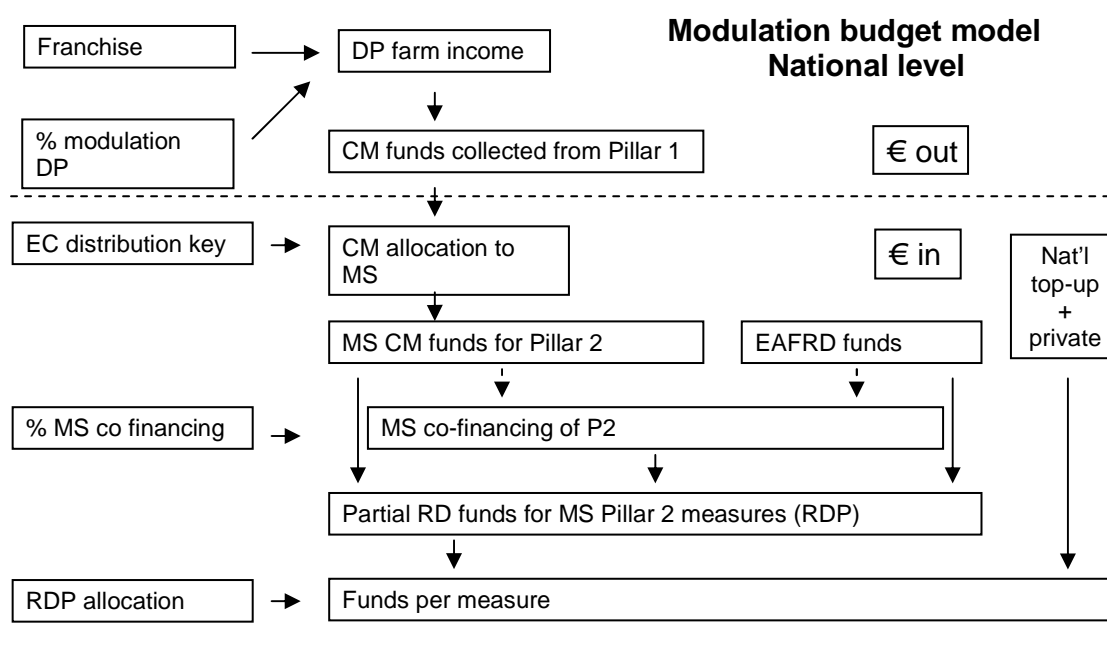 Modulation budget model
National level
Franchise
DP farm income
% modulation
DP
CM funds collected from Pillar 1
€ out
EC distribution key
CM allocation to
MS
€ in
Nat'l
top-up
+
private
MS CM funds for Pillar 2
EAFRD funds
% MS co financing
MS co-financing of P2
Partial RD funds for MS Pillar 2 measures (RDP)
RDP allocation
Funds per measure